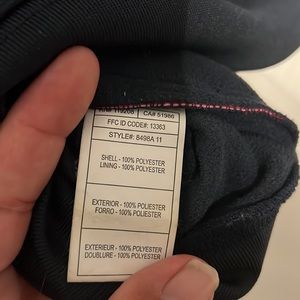 CA# 51986
FFC ID CODE#: 13363
STYLE#: 8498A 11
SHELL - 100% POLYESTER
LINING - 100% POLYESTER
EXTERIOR - 100% POLIESTER
FORRO - 100% POLYESTER
EXTERIEUR - 100% POLYESTER
DOUBLURE - 100% POLYESTER